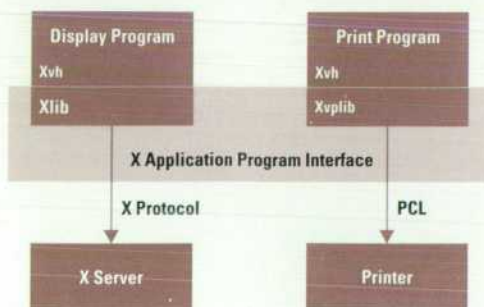 Display Program
Xvh
Xlib
Print Program
Xvh
Xvplib
X Application Program Interface
X Protocol
PCL
X Server
Printer